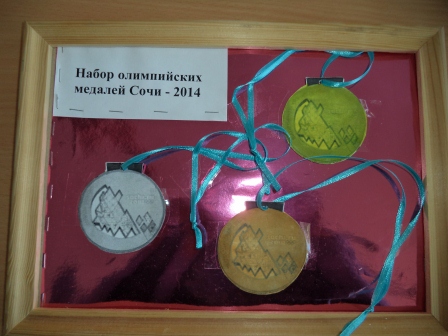 Набор олимпийских
медалей Сочи - 2014